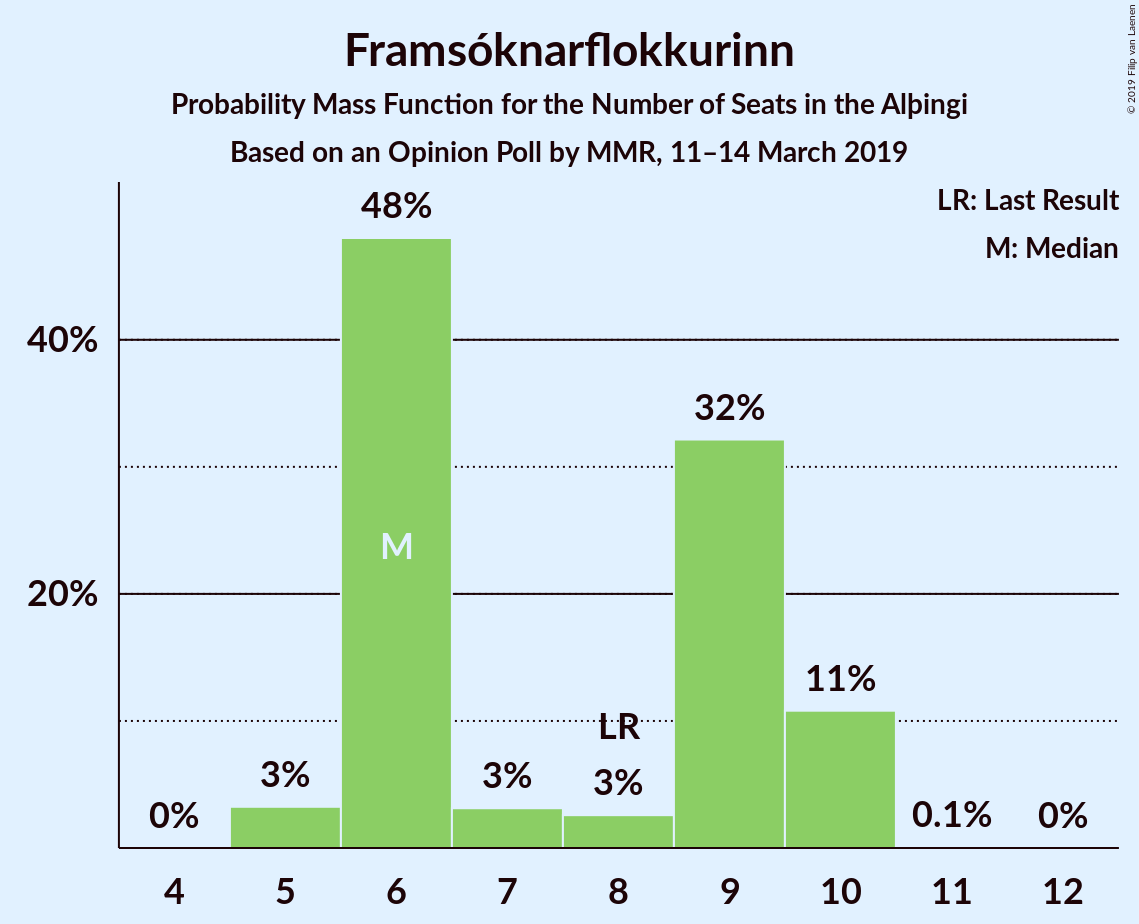 Framsóknarflokkurinn
Probability Mass Function for the Number of Seats in the Alþingi
Based on an Opinion Poll by MMR, 11–14 March 2019
© 2019 Filip van Laenen
LR: Last Result
M: Median
48%
40%
32%
M
20%
11%
LR
3%
3%
3%
0%
0.1%
0%
4 5 6 7 8 9 10 11 12